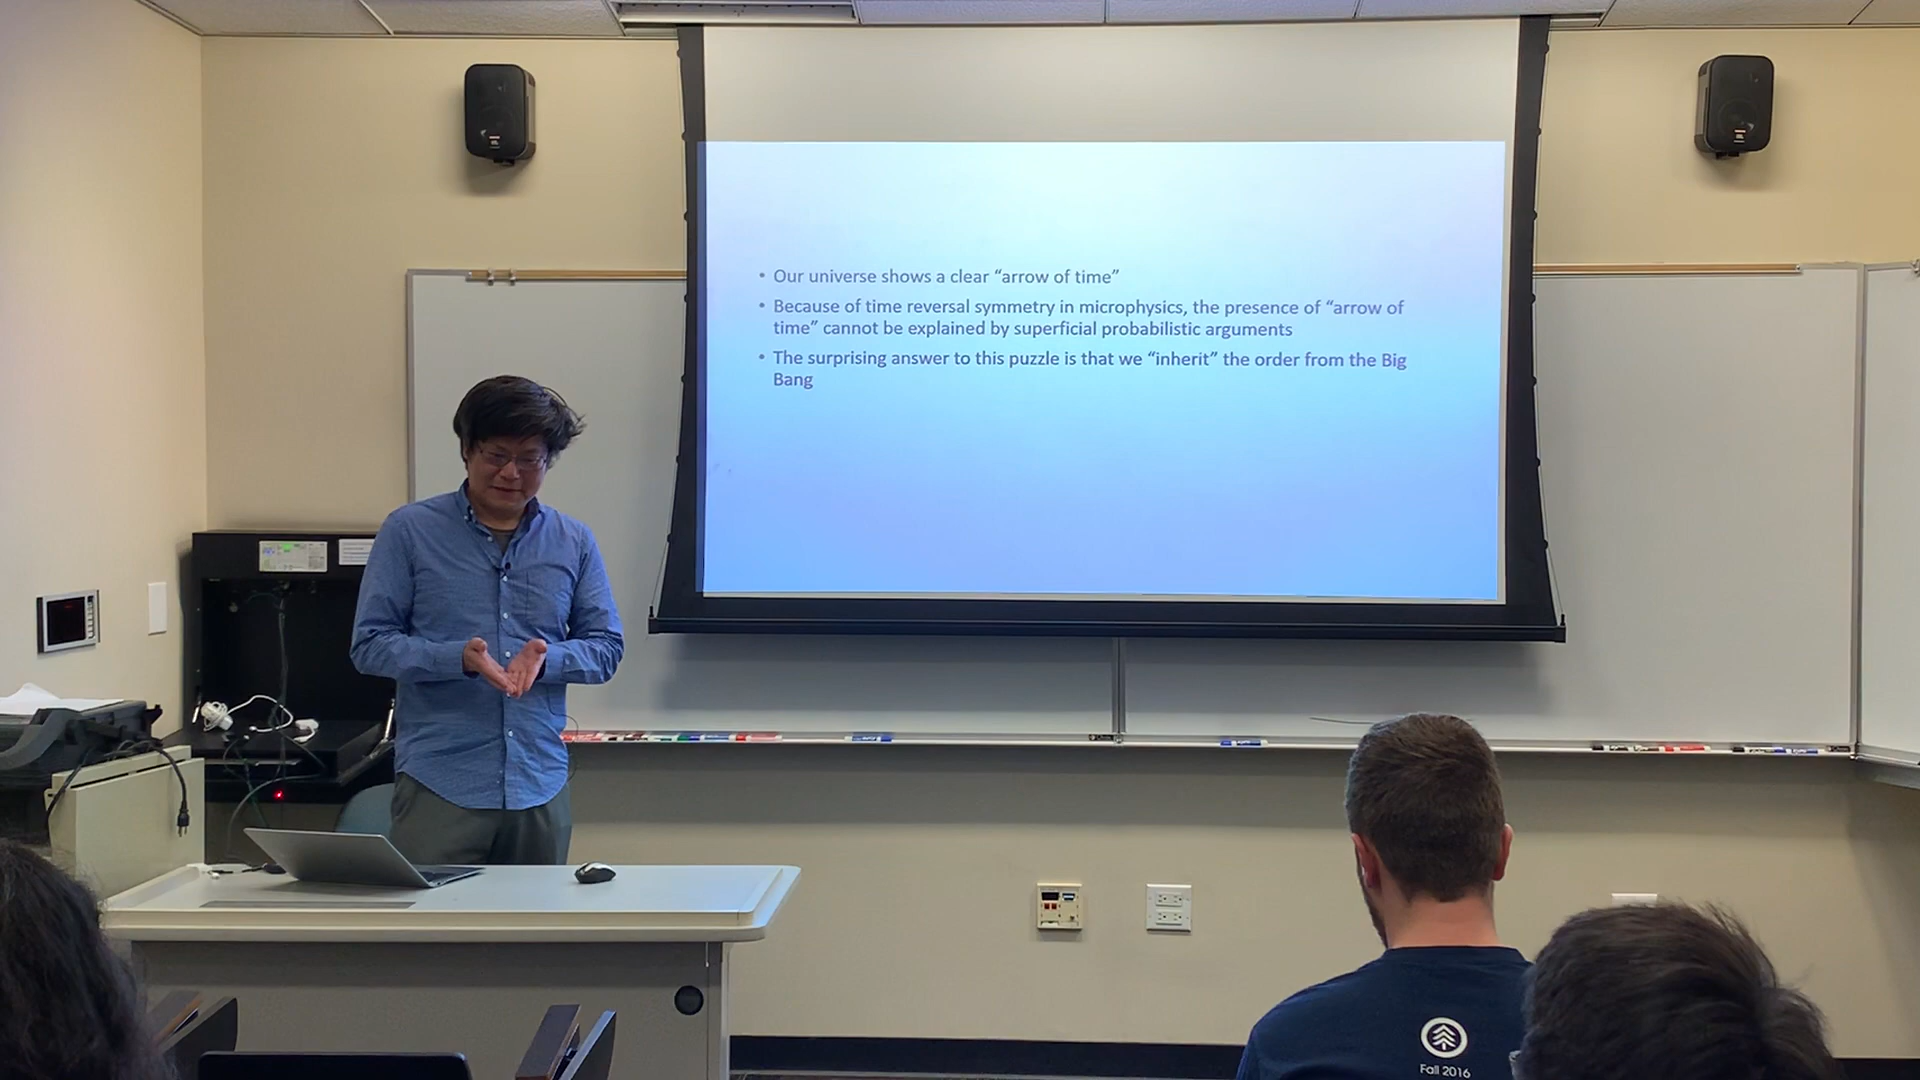 • Our universe shows a clear “arrow of time”
• Because of time reversal symmetry in microphysics, the presence of “arrow of
time” cannot be explained by superficial probabilistic arguments
• The surprising answer to this puzzle is that we “inherit” the order from the Big
Bang
Fall 2016